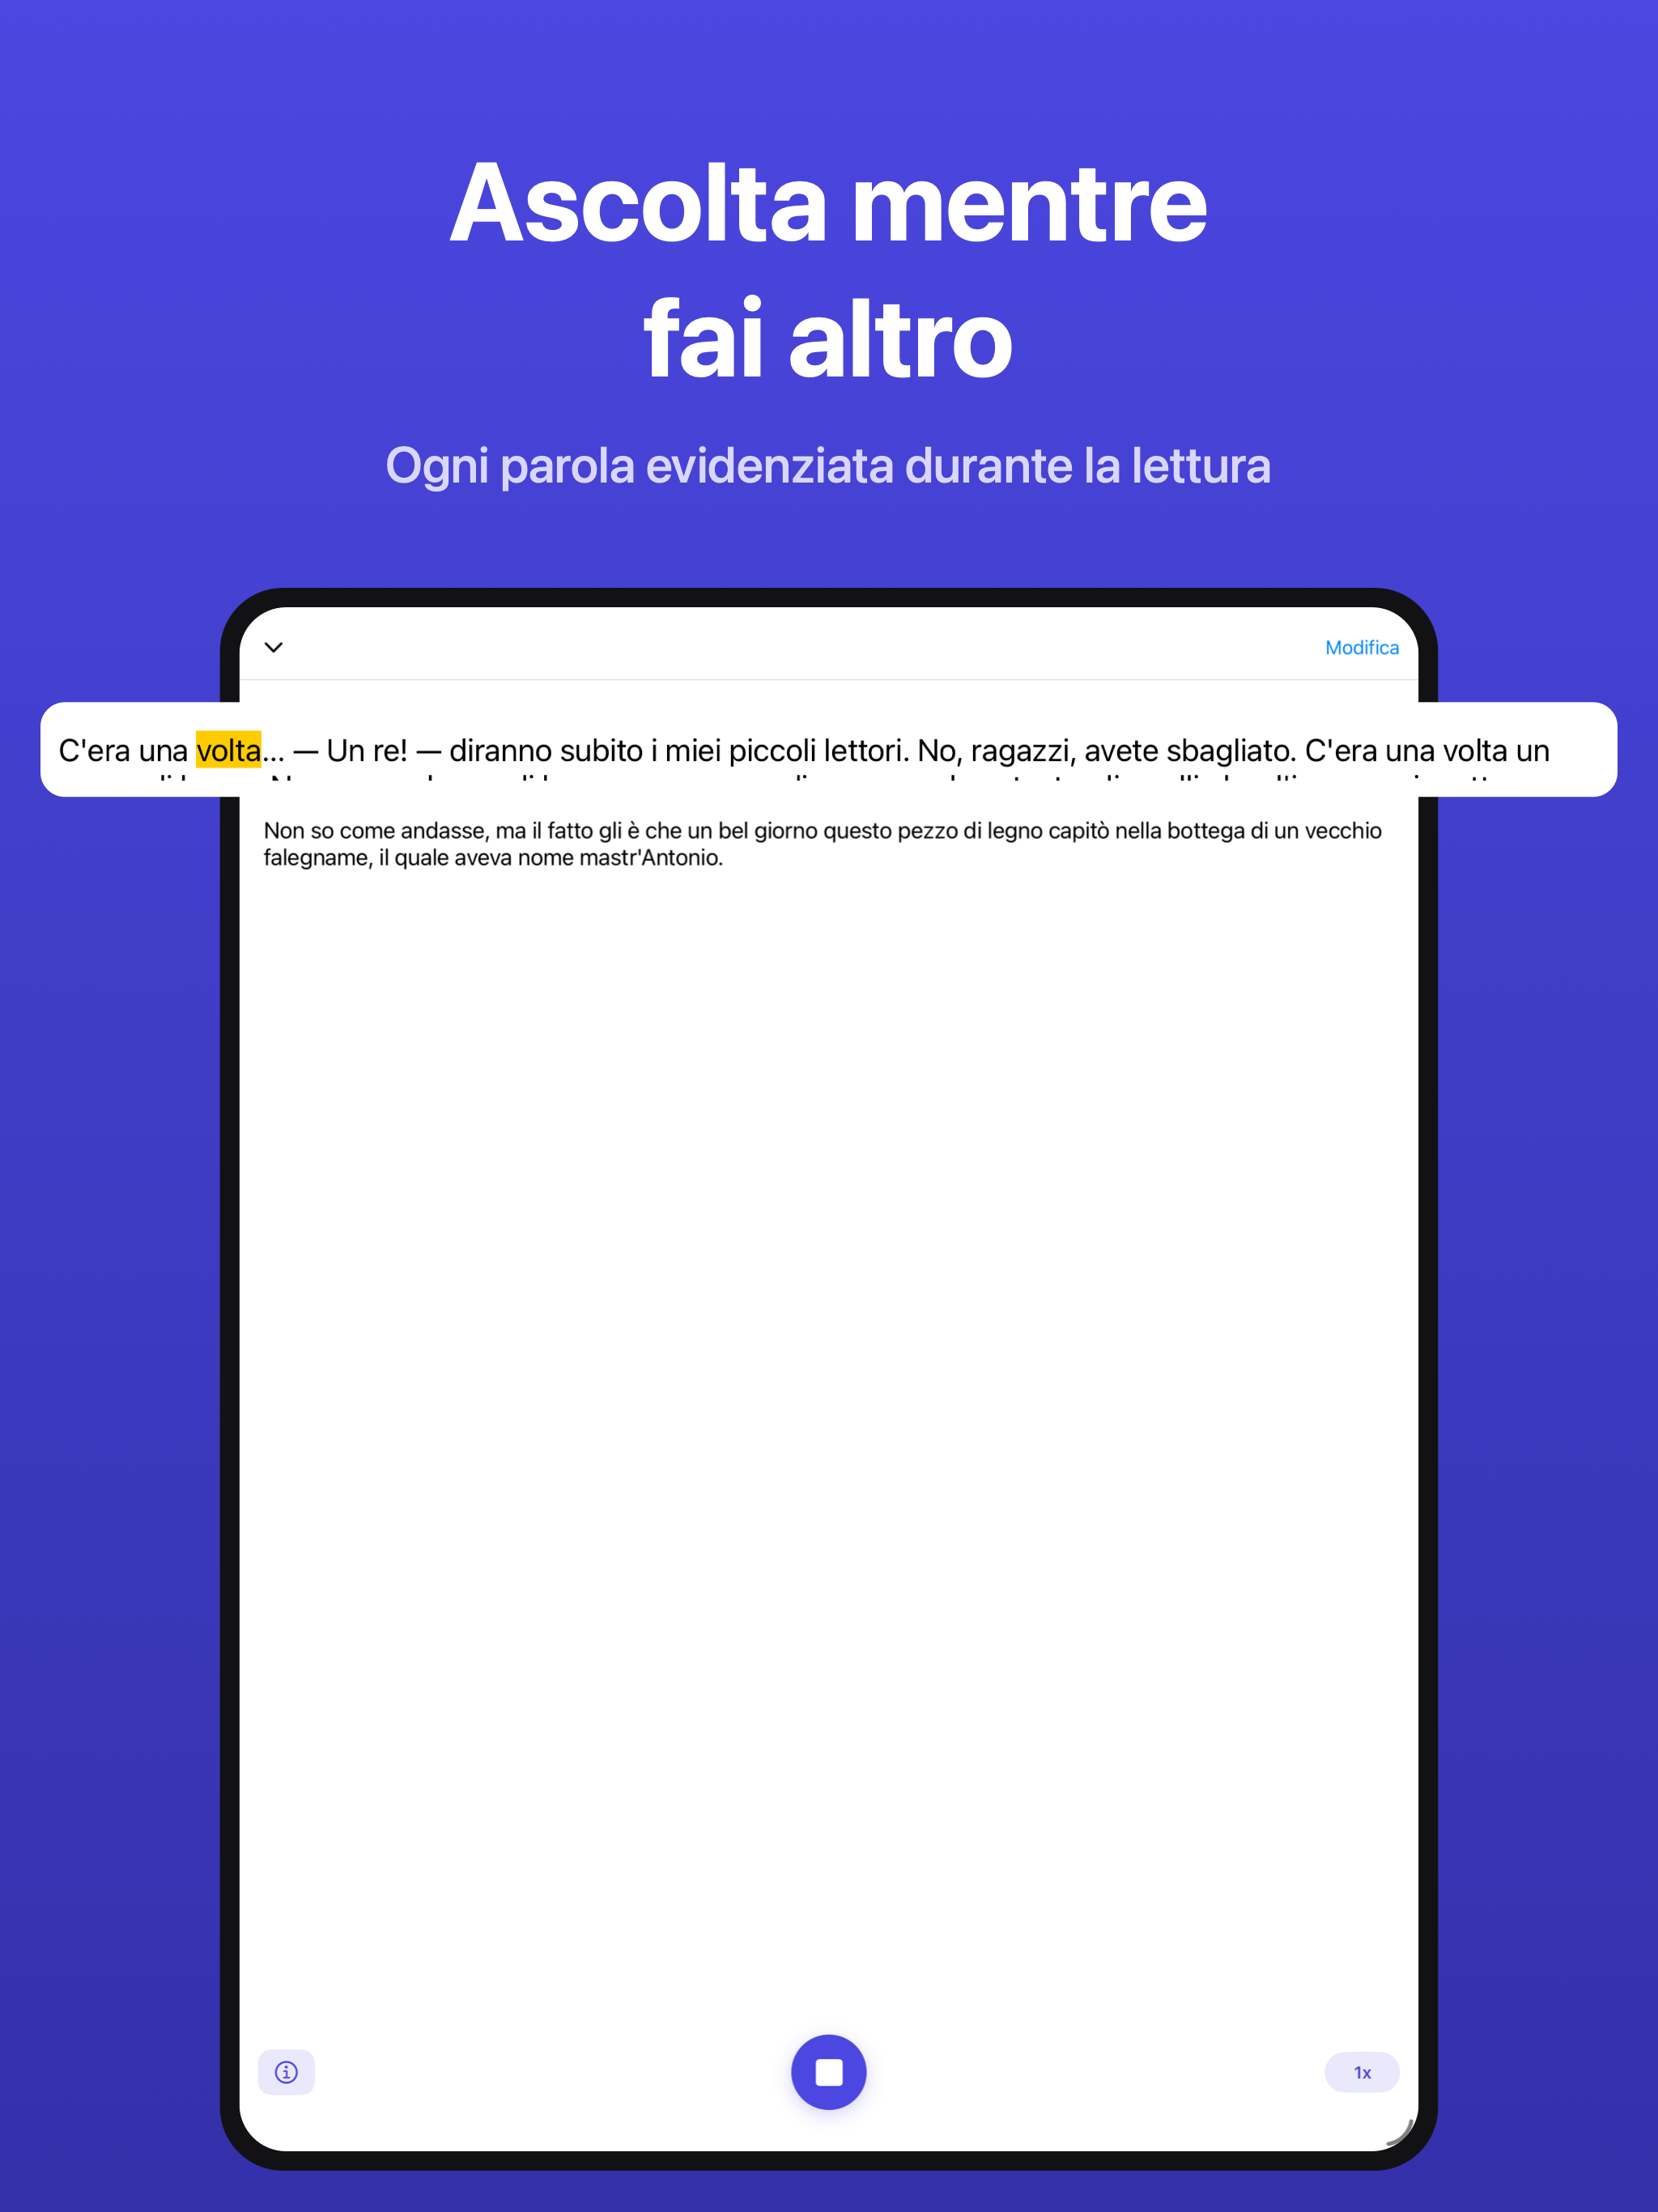 Ascolta mentre
fai altro
Ogni parola evidenziata durante la lettura
Modifica
C'era una volta... — Un re! — diranno subito i miei piccoli lettori. No, ragazzi, avete sbagliato. C'era una volta un
Non so come andasse, ma il fatto gli è che un bel giorno questo pezzo di legno capitò nella bottega di un vecchio
falegname, il quale aveva nome mastr'Antonio.
1x